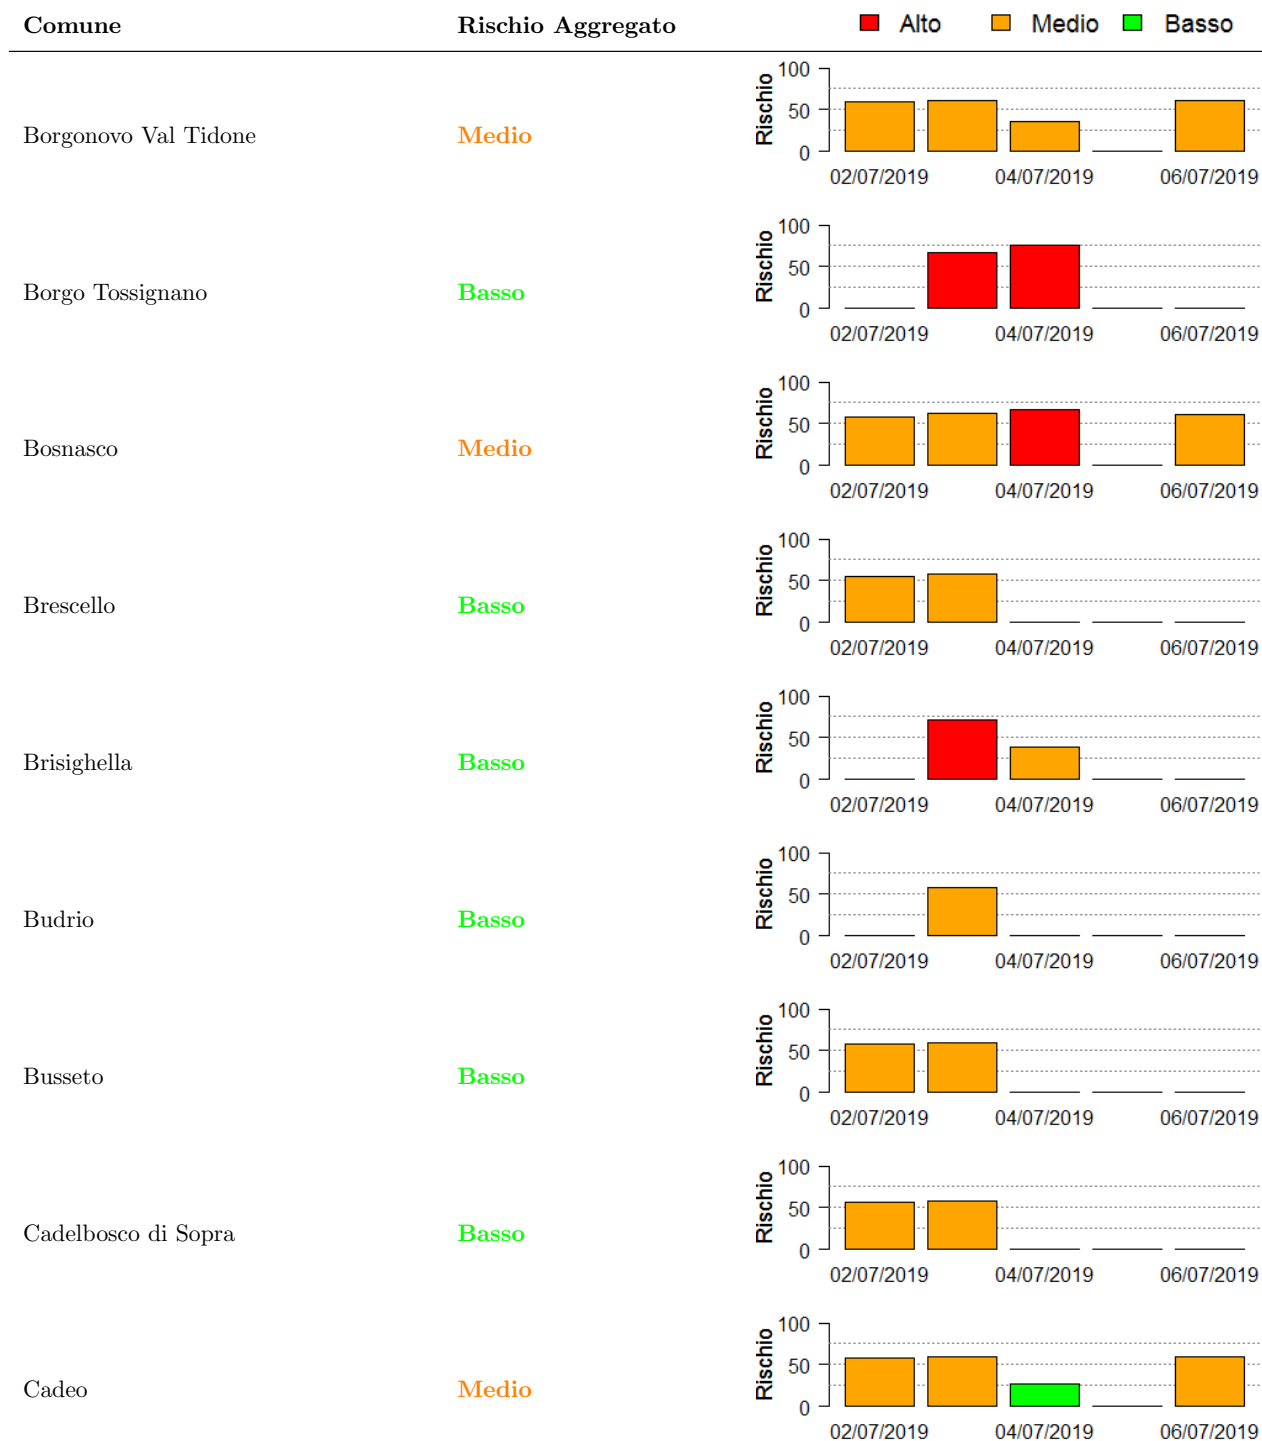 Comune Rischio Aggregato Alto Medio Basso
100
50
0
Rischio
Borgonovo Val Tidone Medio
02/07/2019 04/07/2019 06/07/2019
100
50
0
Rischio
Borgo Tossignano Basso
02/07/2019 04/07/2019 06/07/2019
100
50
0
Rischio
Bosnasco Medio
02/07/2019 04/07/2019 06/07/2019
100
50
0
Rischio
Brescello Basso
02/07/2019 04/07/2019 06/07/2019
100
50
0
Rischio
Brisighella Basso
02/07/2019 04/07/2019 06/07/2019
100
50
0
Rischio
Budrio Basso
02/07/2019 04/07/2019 06/07/2019
100
50
0
Rischio
Busseto Basso
02/07/2019 04/07/2019 06/07/2019
100
50
0
Rischio
Cadelbosco di Sopra Basso
02/07/2019 04/07/2019 06/07/2019
100
50
0
Rischio
Cadeo Medio
02/07/2019 04/07/2019 06/07/2019